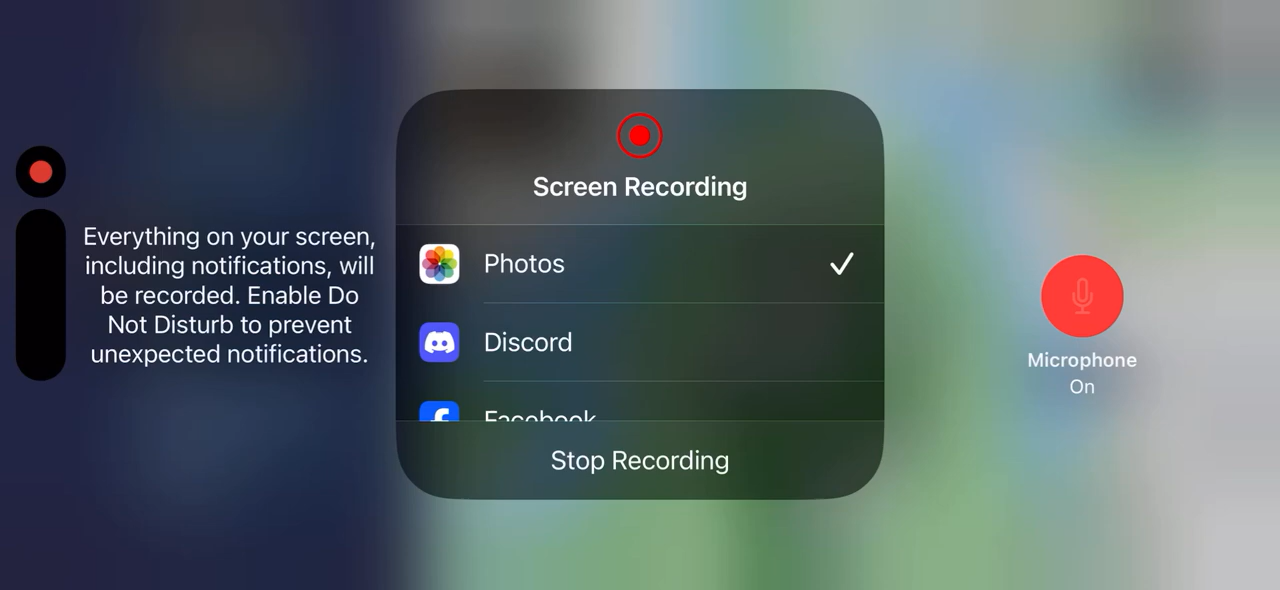 Everything on your screen,
including notifications, will
be recorded. Enable Do
Not Disturb to prevent
unexpected notifications.
Screen Recording
Photos
Discord
Facebook
Stop Recording
Microphone
On